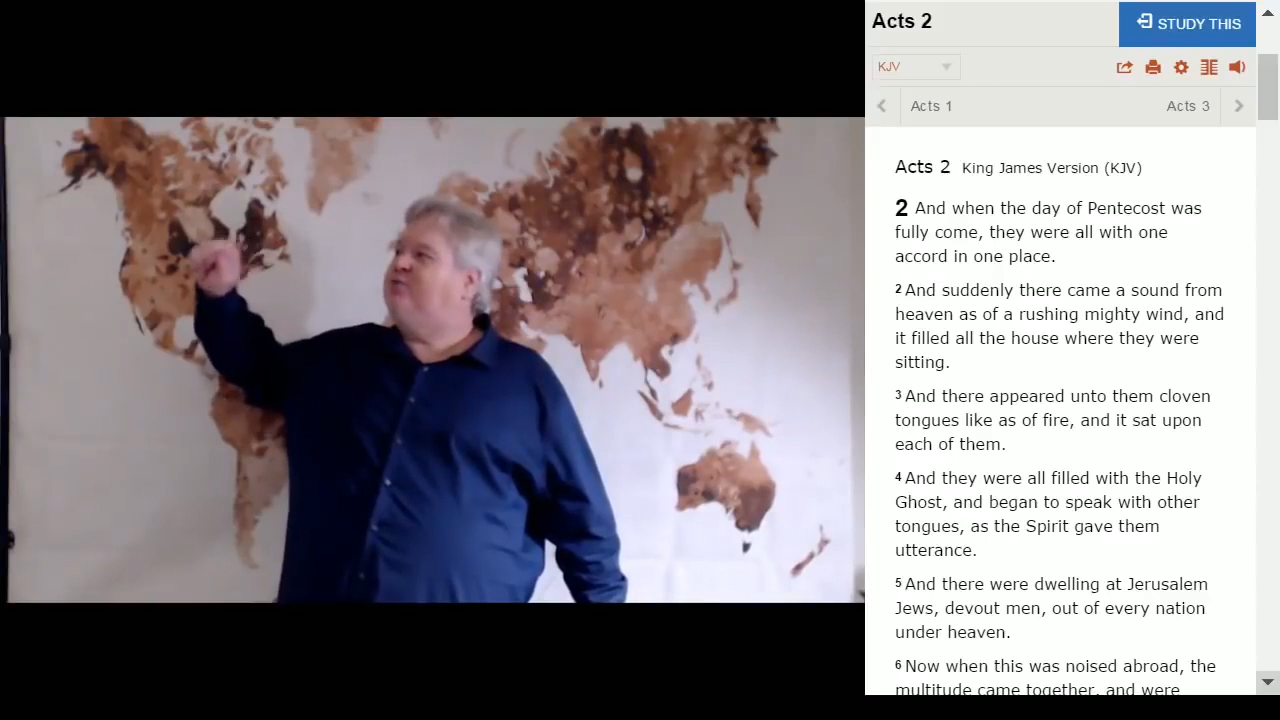 Acts 2
STUDY THIS
KJV
Acts 1
Acts 3
Acts 2 King James Version (KJV)
2 And when the day of Pentecost was
fully come, they were all with one
accord in one place.
2 And suddenly there came a sound from
heaven as of a rushing mighty wind, and
it filled all the house where they were
sitting.
3 And there appeared unto them cloven
tongues like as of fire, and it sat upon
each of them.
4 And they were all filled with the Holy
Ghost, and began to speak with other
tongues, as the Spirit gave them
utterance.
5 And there were dwelling at Jerusalem
Jews, devout men, out of every nation
under heaven.
6 Now when this was noised abroad, the
multitude came together, and were